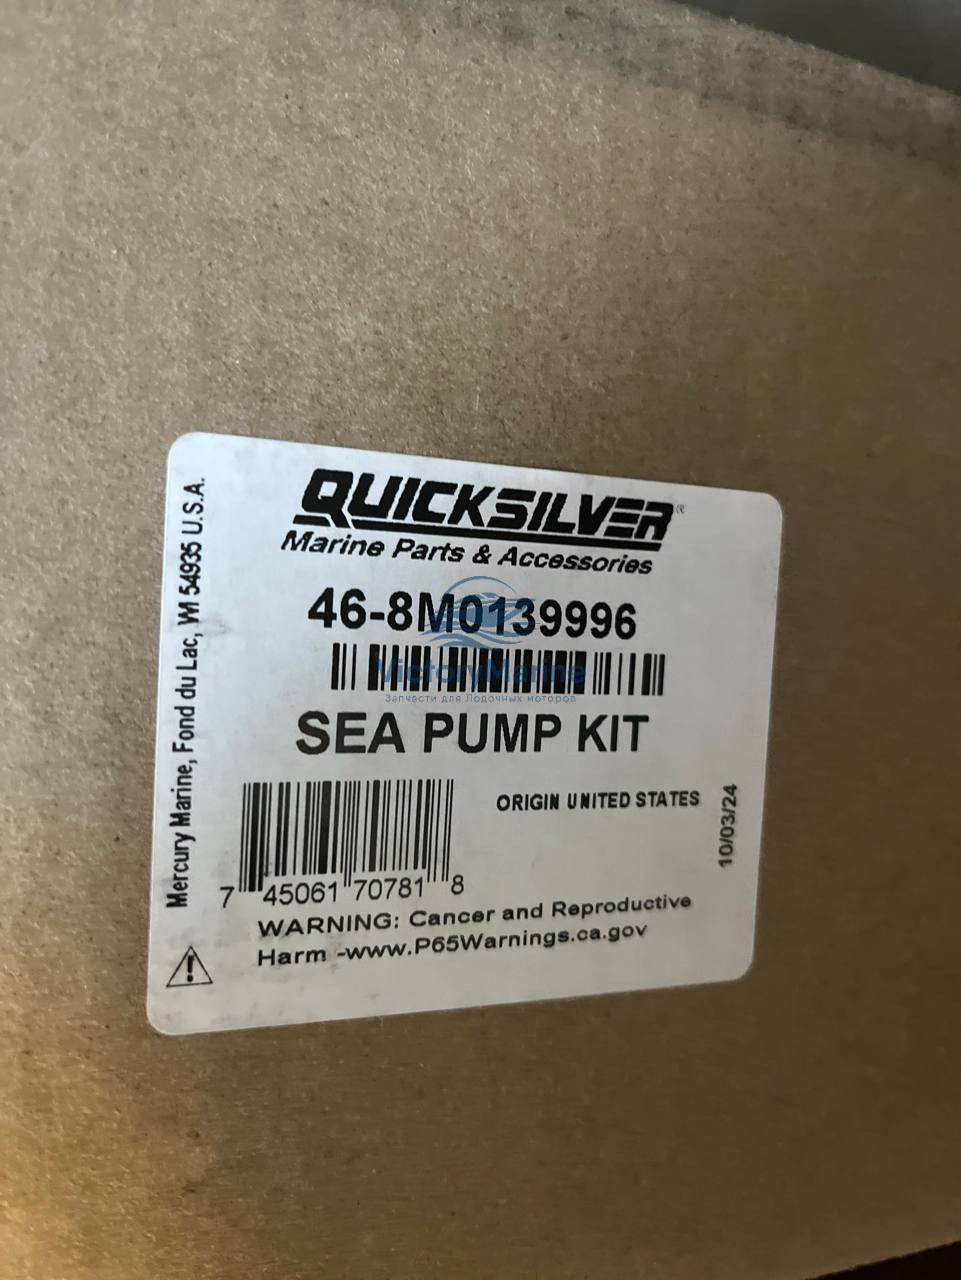 QUICKSILVER®
Marine Parts & Accessories
46-8M0139996
VictoryMarine
Запчасти для Лодочных моторов
SEA PUMP KIT
ORIGIN UNITED STATES
10/03/24
7 45061 70781 8
WARNING: Cancer and Reproductive
Harm -www.P65Warnings.ca.gov
Mercury Marine, Fond du Lac, WI 54935 U.S.A.